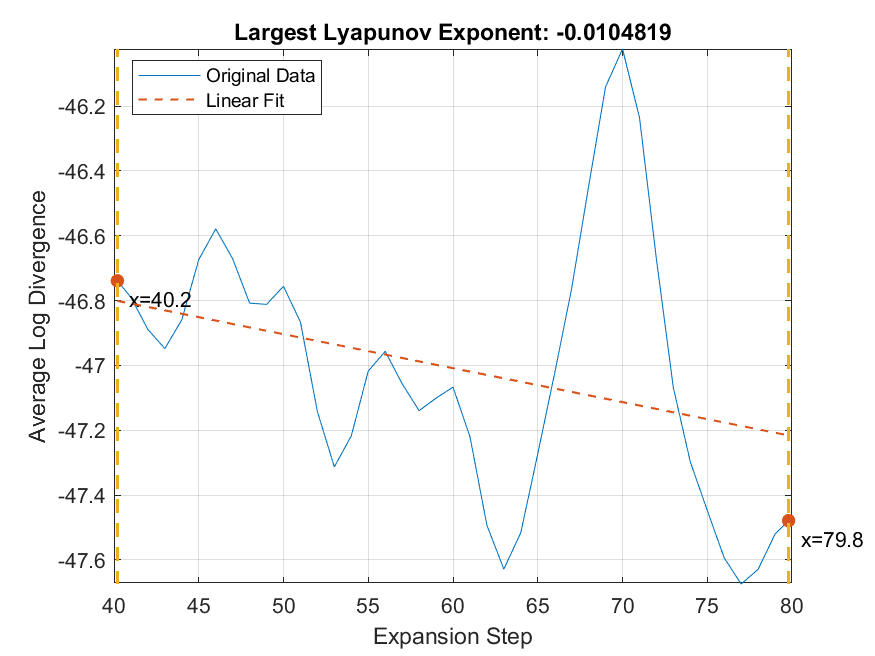 Largest Lyapunov Exponent: -0.0104819
Original Data
Linear Fit
-46.2
-46.4
-46.6
-46.8
-47
-47.2
-47.4
-47.6
Average Log Divergence
x=40.2
x=79.8
40 45 50 55 60 65 70 75 80
Expansion Step